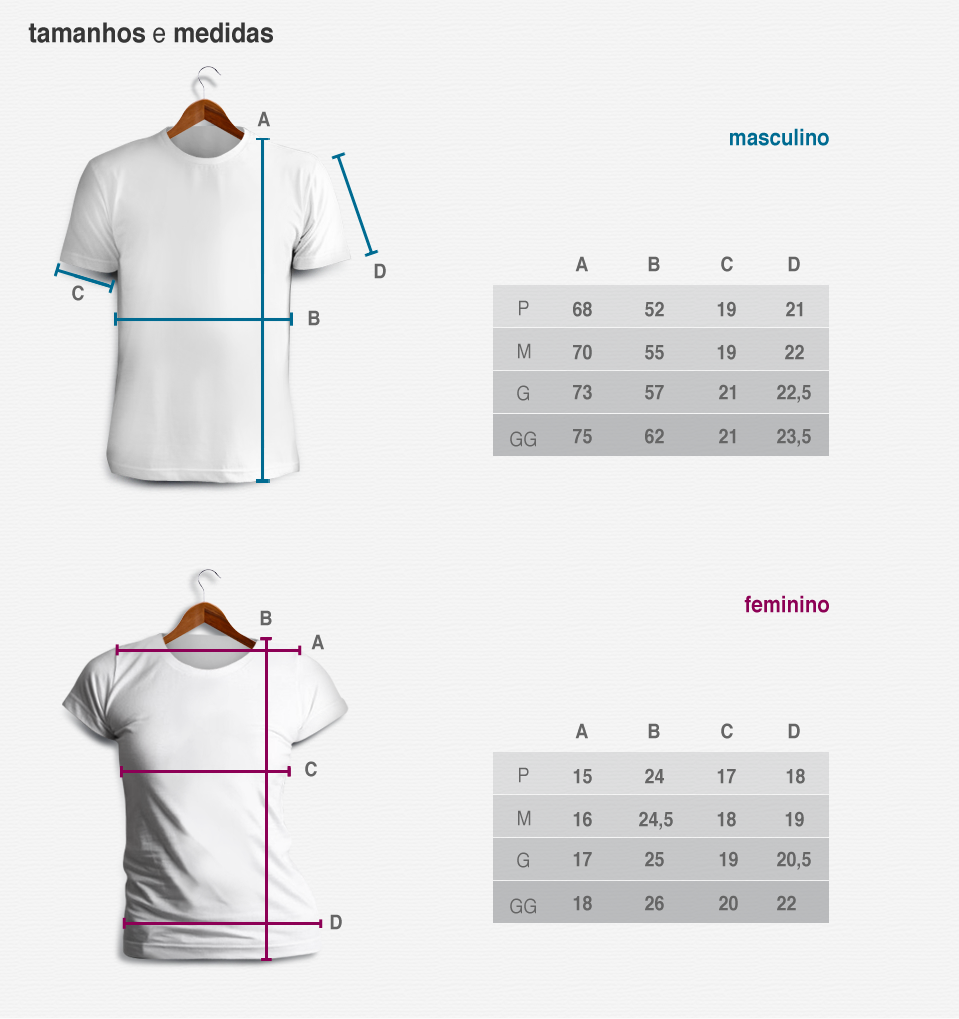 tamanhos e medidas
A
D
C
B
masculino
A B C D
P 68 52 19 21
M 70 55 19 22
G 73 57 21 22,5
GG 75 62 21 23,5
B
A
C
D
feminino
A B C D
P 15 24 17 18
M 16 24,5 18 19
G 17 25 19 20,5
GG 18 26 20 22